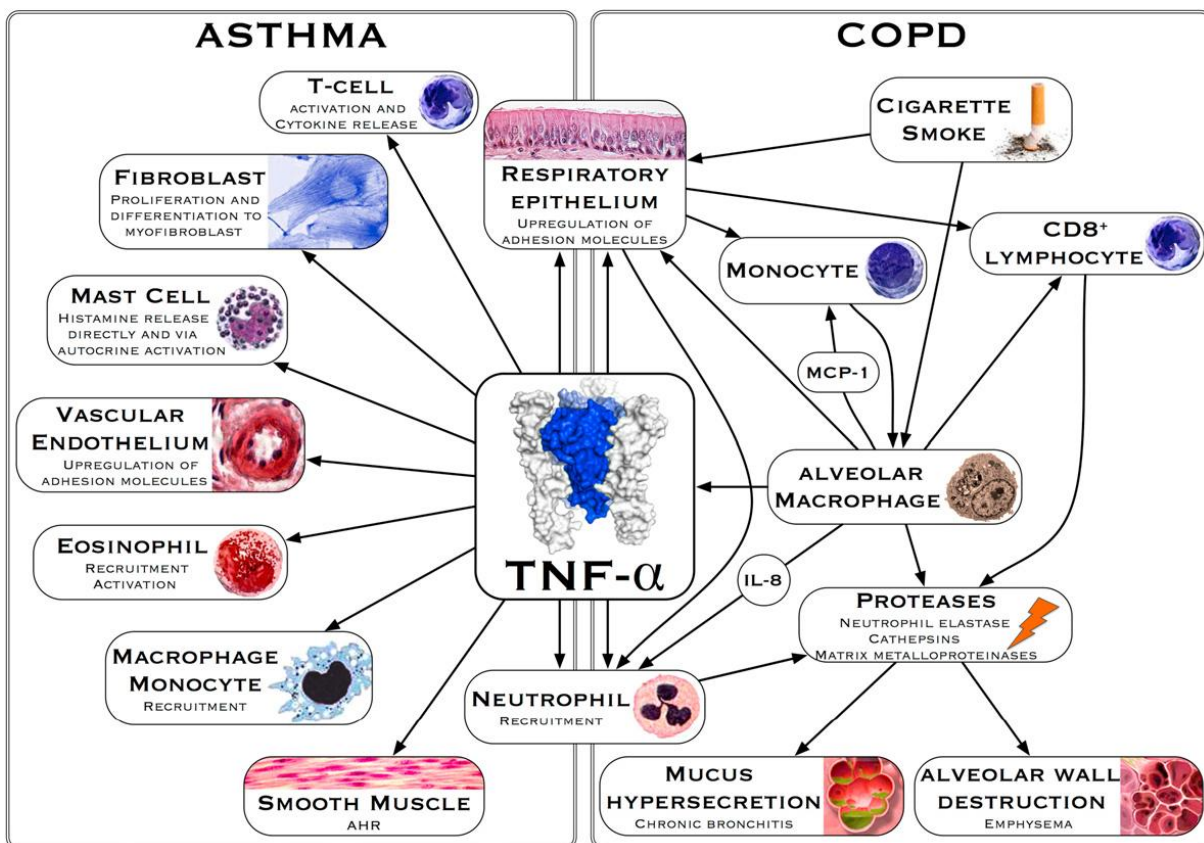 ASTHMA
T-CELL
ACTIVATION AND
CYTOKINE RELEASE
FIBROBLAST
PROLIFERATION AND
DIFFERENTIATION TO
MYOFIBROBLAST
MAST CELL
HISTAMINE RELEASE
DIRECTLY AND VIA
AUTOCRINE ACTIVATION
VASCULAR
ENDOTHELIUM
UPREGULATION OF
ADHESION MOLECULES
EOSINOPHIL
RECRUITMENT
ACTIVATION
MACROPHAGE
MONOCYTE
RECRUITMENT
SMOOTH MUSCLE
AHR
RESPIRATORY
EPITHELIUM
UPREGULATION OF
ADHESION MOLECULES
TNF-α
NEUTROPHIL
RECRUITMENT
COPD
CIGARETTE
SMOKE
CD8+
LYMPHOCYTE
MONOCYTE
MCP-1
ALVEOLAR
MACROPHAGE
IL-8
PROTEASES
NEUTROPHIL ELASTASE
CATHEPSINS
MATRIX METALLOPROTEINASES
MUCUS
HYPERSECRETION
CHRONIC BRONCHITIS
ALVEOLAR WALL
DESTRUCTION
EMPHYSEMA